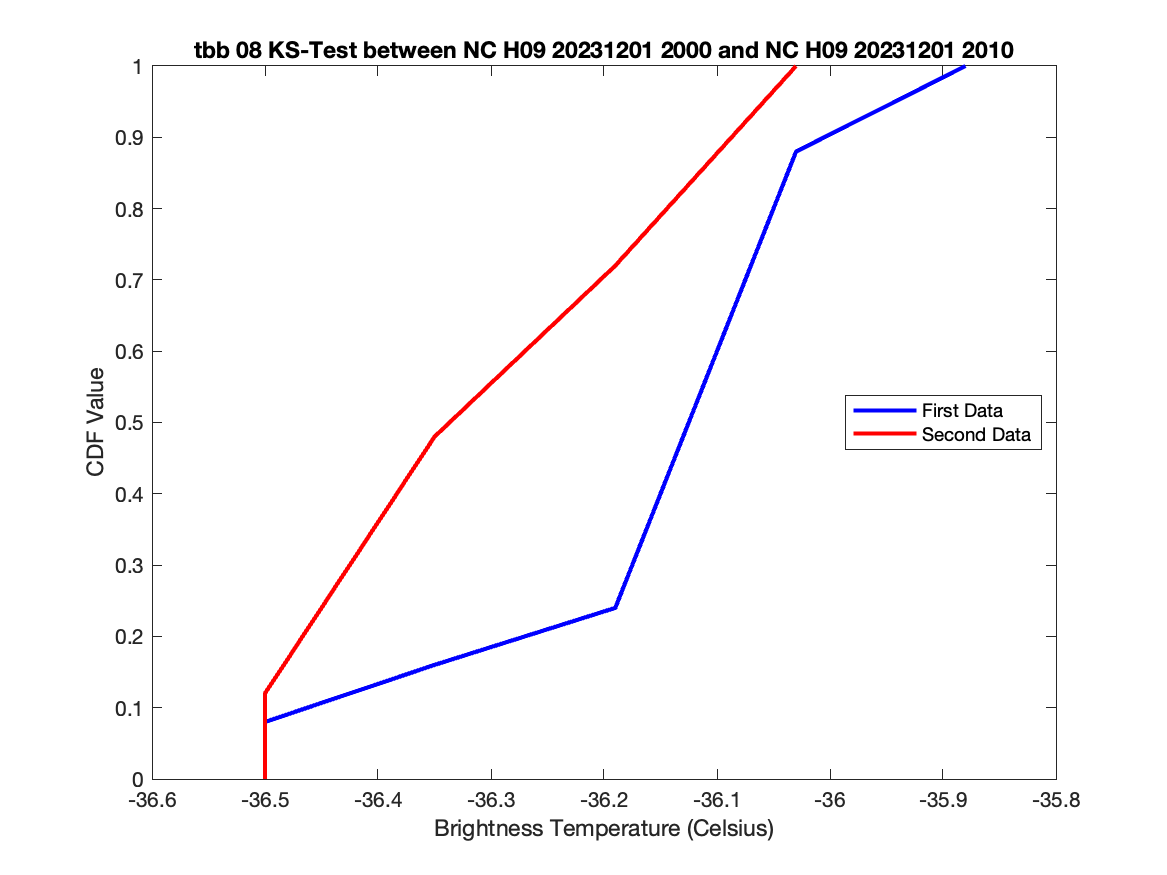 tbb 08 KS-Test between NC H09 20231201 2000 and NC H09 20231201 2010
1
0.9
0.8
0.7
0.6
0.5
0.4
0.3
0.2
0.1
0
CDF Value
First Data
Second Data
-36.6 -36.5 -36.4 -36.3 -36.2 -36.1 -36 -35.9 -35.8
Brightness Temperature (Celsius)